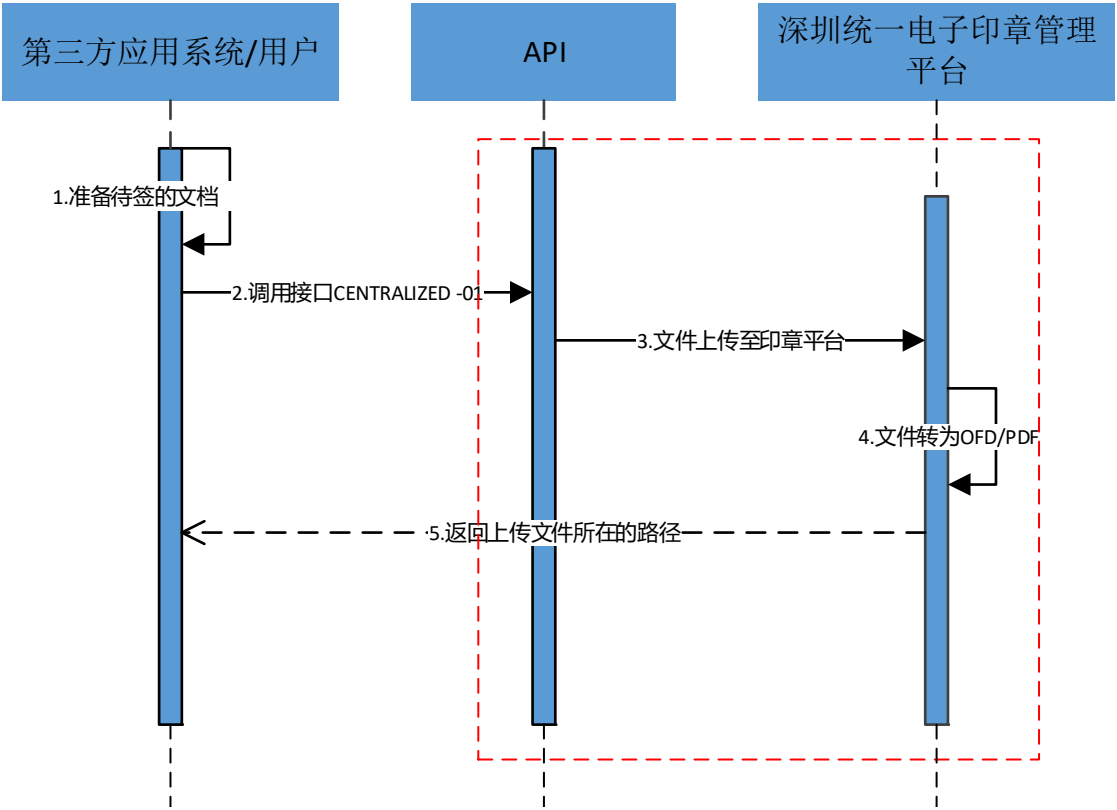 第三方应用系统/用户
API
深圳统一电子印章管理
平台
1.准备待签的文档
2.调用接口CENTRALIZED -01
3.文件上传至印章平台
4.文件转为OFD/PDF
5.返回上传文件所在的路径